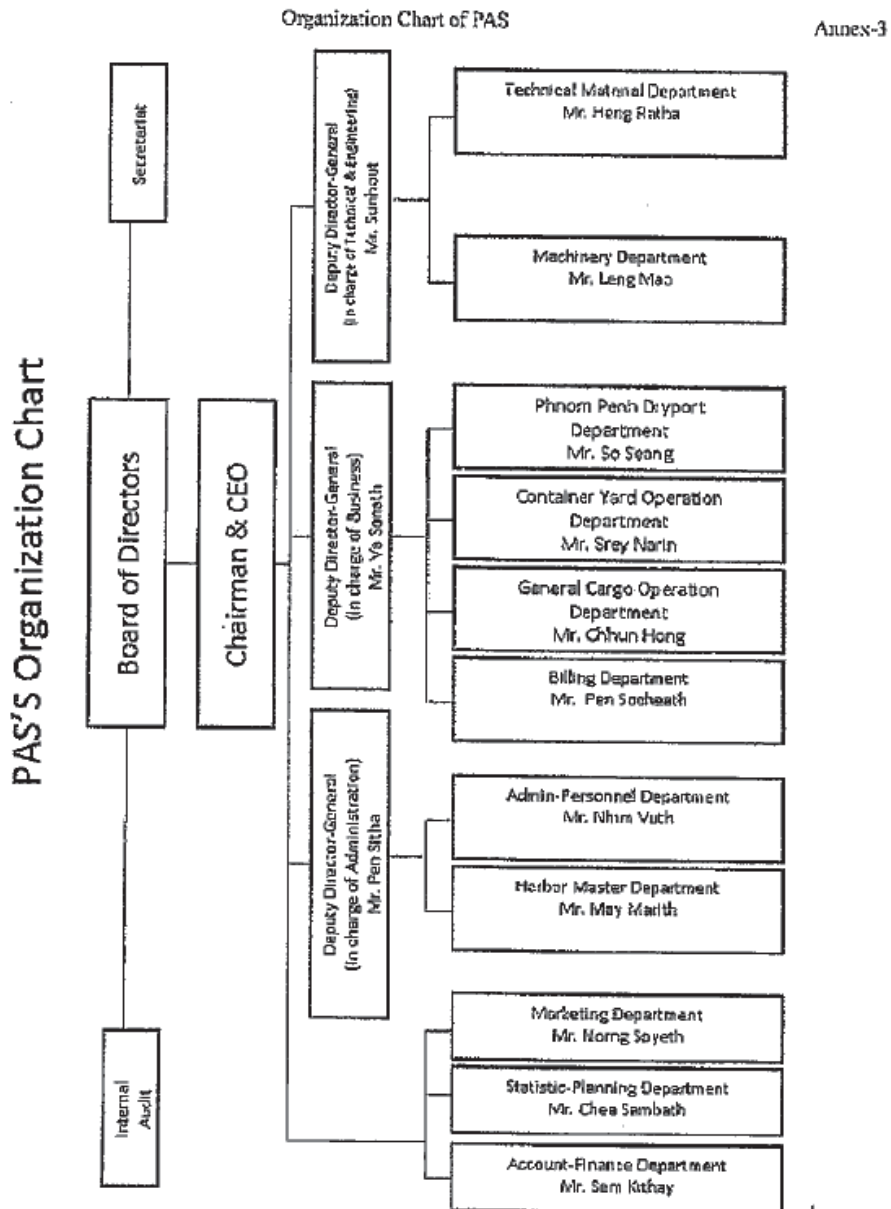 Organization Chart of PAS
Annex-3
PAS'S Organization Chart
Secretariat
Board of Directors
Internal
Audit
Chairman & CEO
Deputy Director-General
(In charge of Technical & Engineering)
Mr. Sunhout
Technical Material Department
Mr. Heng Ratha
Machinery Department
Mr. Leng Mao
Deputy Director-General
(In charge of Business)
Mr. Va Sonath
Phnom Penh Dryport
Department
Mr. So Seang
Container Yard Operation
Department
Mr. Srey Narin
General Cargo Operation
Department
Mr. Chhun Hong
Billing Department
Mr. Pen Socheath
Deputy Director-General
(In charge of Administration)
Mr. Pen Sitha
Admin-Personnel Department
Mr. Nhim Vuth
Harbor Master Department
Mr. May Marith
Marketing Department
Mr. Norng Soyeth
Statistic-Planning Department
Mr. Chea Sambath
Account-Finance Department
Mr. Sem Kithay